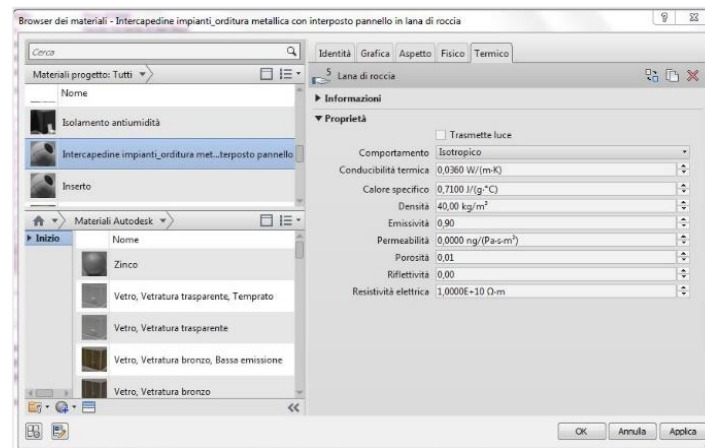 Browser dei materiali - Intercapedine impianti_orditura metallica con interposto pannello in lana di roccia
Cerca
Materiali progetto: Tutti
Nome
Isolamento antiumidità
Intercapedine impianti_orditura met...terposto pannello
Inserto
Materiali Autodesk
Inizio
Nome
Zinco
Vetro, Vetratura trasparente, Temprato
Vetro, Vetratura trasparente
Vetro, Vetratura bronzo, Bassa emissione
Vetro, Vetratura bronzo
Identità Grafica Aspetto Fisico Termico
5 Lana di roccia
Informazioni
Proprietà
Trasmette luce
Comportamento Isotropico
Conducibilità termica 0,0360 W/(m·K)
Calore specifico 0,7100 J/(g·°C)
Densità 40,00 kg/m³
Emissività 0,90
Permeabilità 0,0000 ng/(Pa·s·m²)
Porosità 0,01
Riflettività 0,00
Resistività elettrica 1,0000E+10 Ω·m
OK Annulla Applica